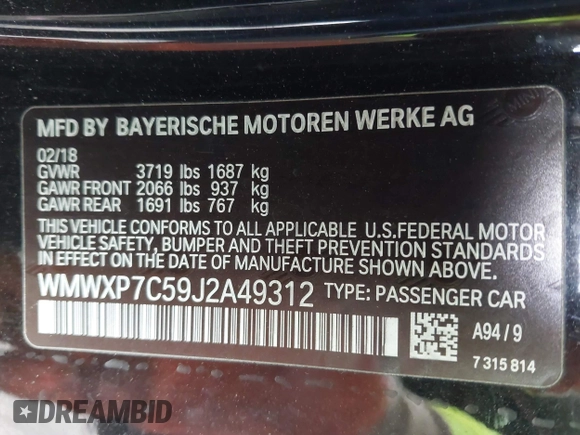 MFD BY BAYERISCHE MOTOREN WERKE AG
02/18
GVWR 3719 lbs 1687 kg
GAWR FRONT 2066 lbs 937 kg
GAWR REAR 1691 lbs 767 kg
THIS VEHICLE CONFORMS TO ALL APPLICABLE U.S.FEDERAL MOTOR
VEHICLE SAFETY, BUMPER AND THEFT PREVENTION STANDARDS
IN EFFECT ON THE DATE OF MANUFACTURE SHOWN ABOVE.
WMWXP7C59J2A49312 TYPE: PASSENGER CAR
A94 / 9
7 315 814
DREAMBID